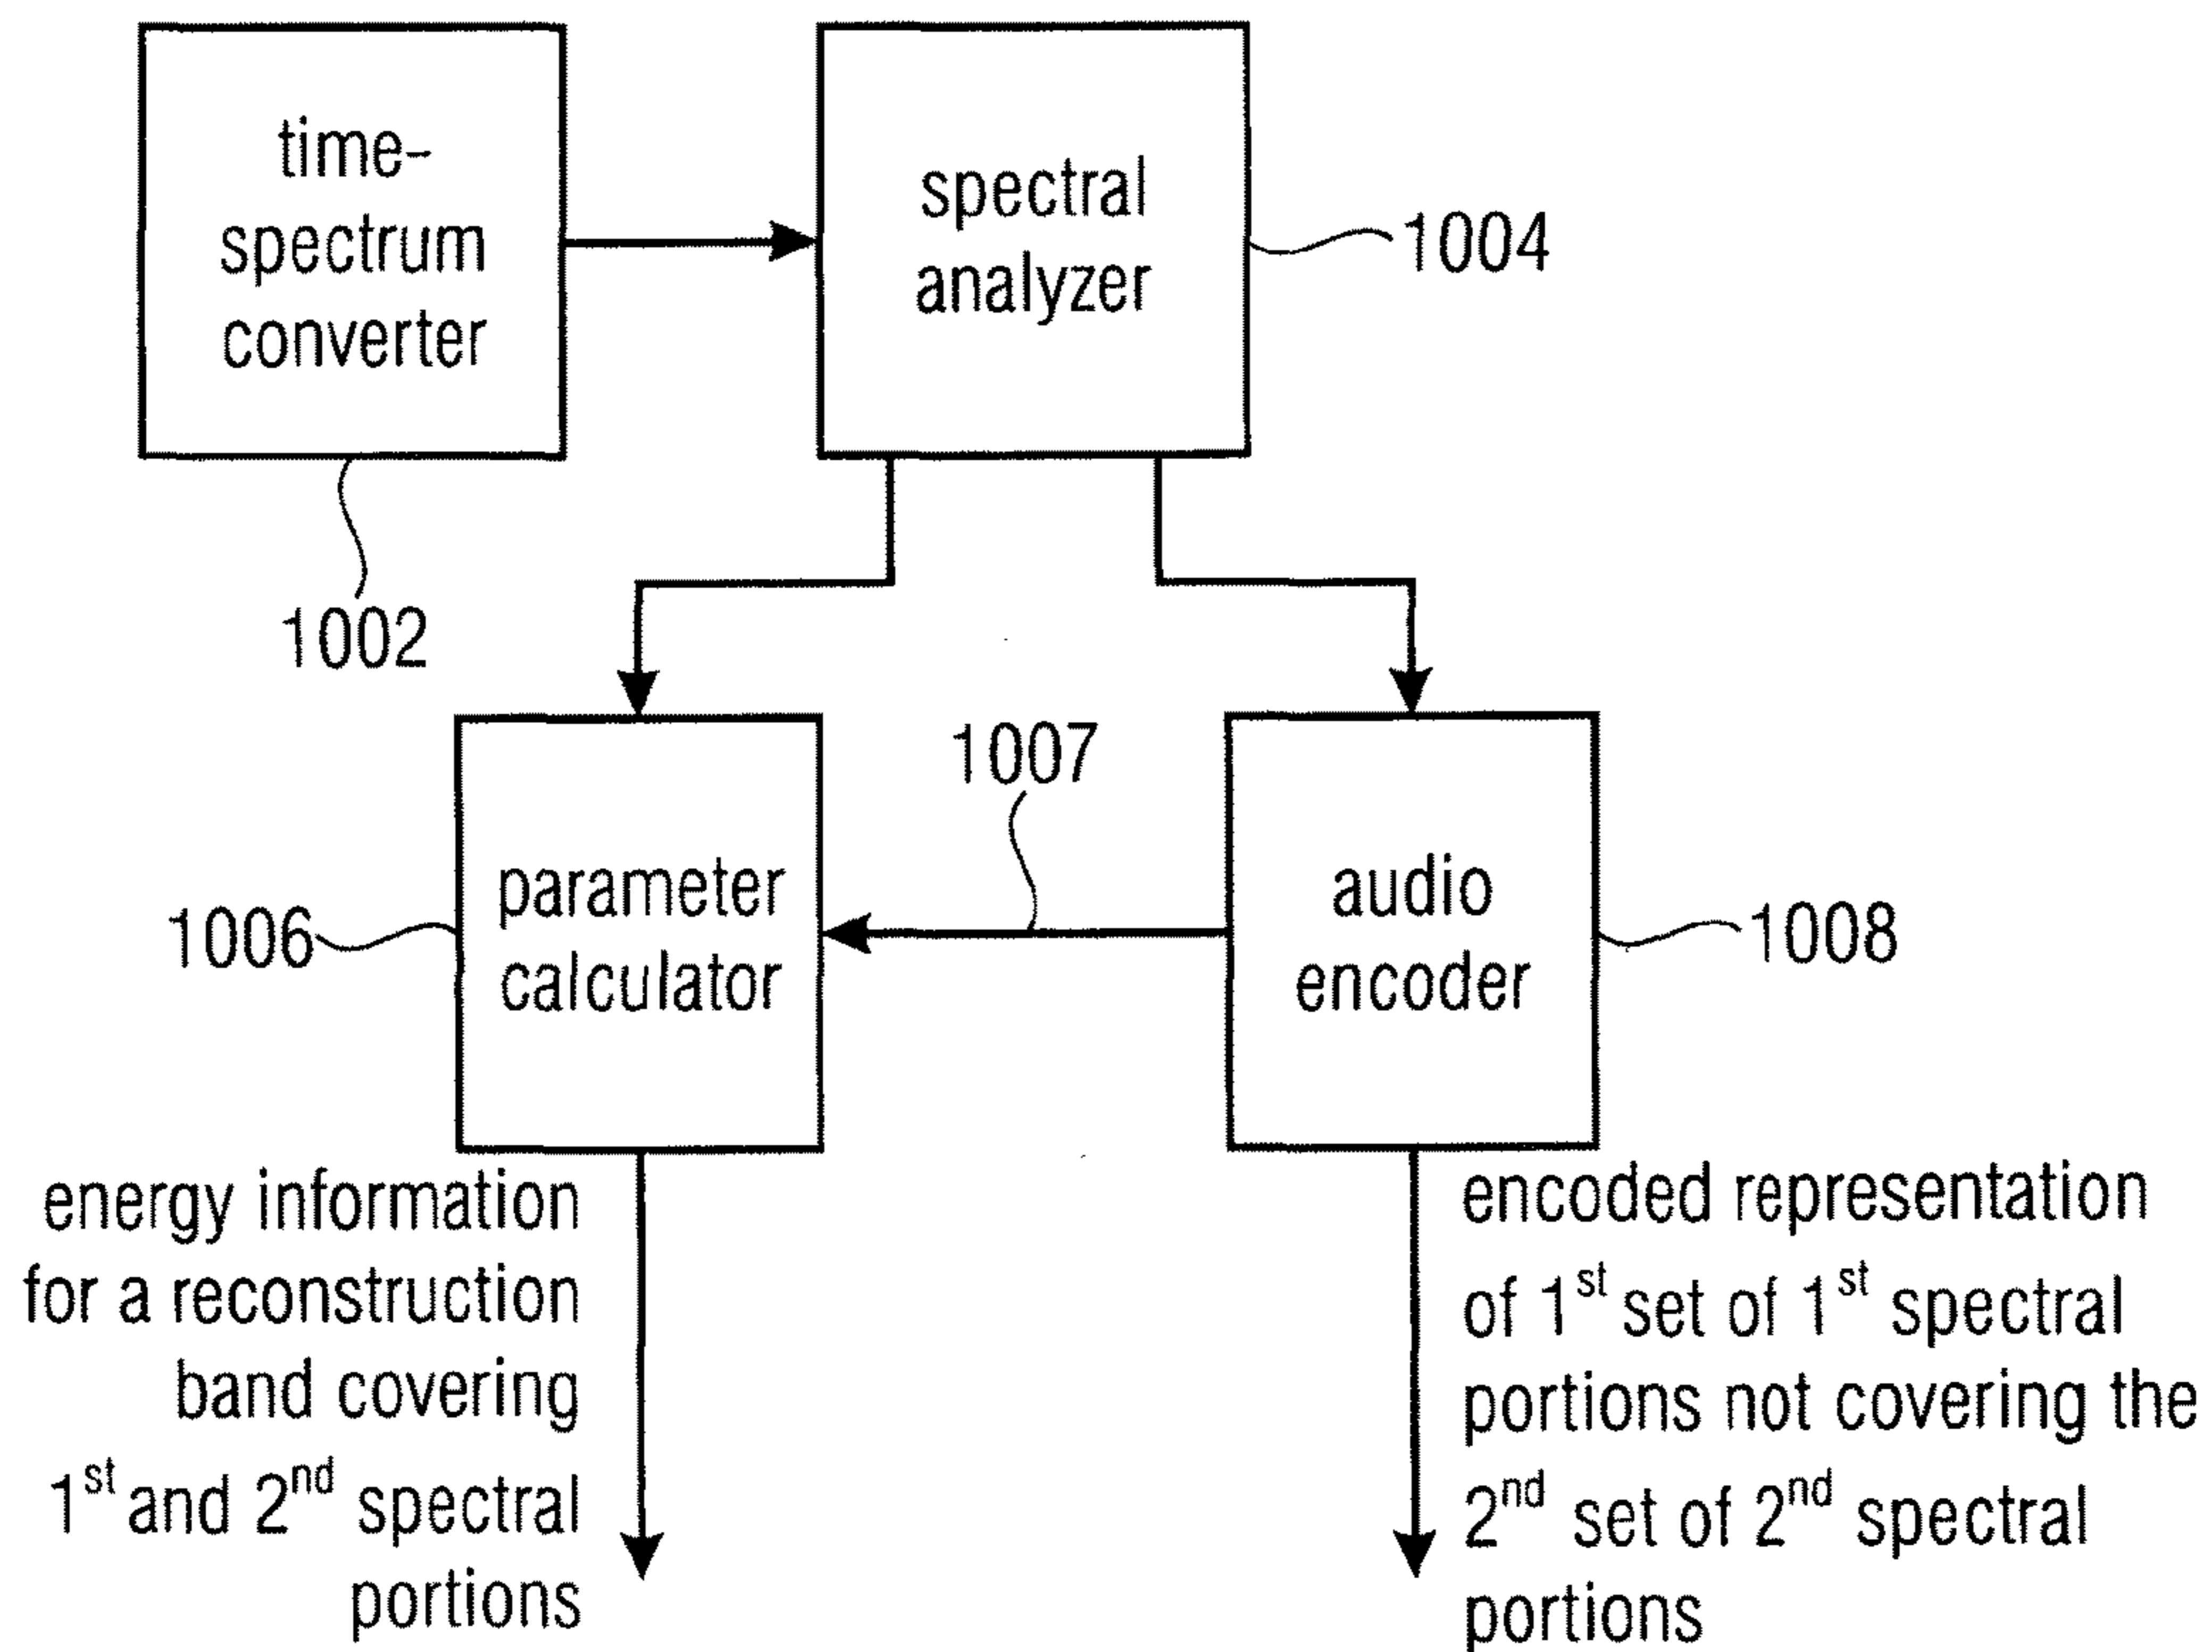 time-
spectrum
converter
spectral
analyzer
1004
1002
1007
parameter
calculator
1006
audio
encoder
1008
energy information
for a reconstruction
band covering
1st and 2nd spectral
portions
encoded representation
of 1st set of 1st spectral
portions not covering the
2nd set of 2nd spectral
portions